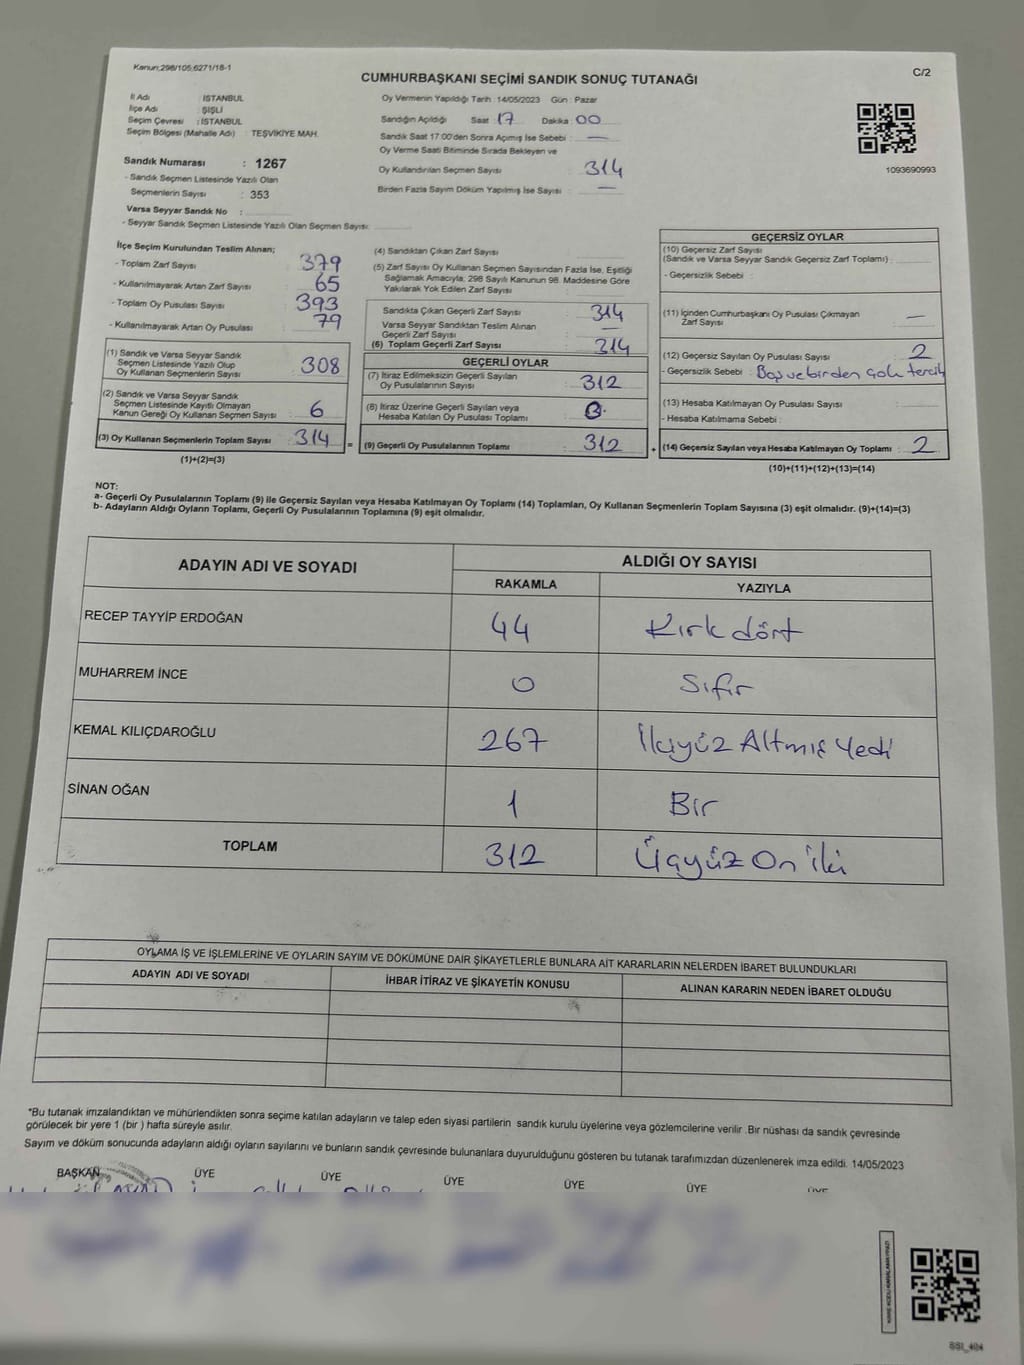 Kanun;298/105,6271/18-1
CUMHURBAŞKANI SEÇİMİ SANDIK SONUÇ TUTANAĞI
C/2
İl Adı : İSTANBUL
İlçe Adı : ŞİŞLİ
Seçim Çevresi : İSTANBUL
Seçim Bölgesi (Mahalle Adı) : TEŞVİKİYE MAH.
Sandık Numarası : 1267
- Sandık Seçmen Listesinde Yazılı Olan
Seçmenlerin Sayısı : 353
Varsa Seyyar Sandık No :
- Seyyar Sandık Seçmen Listesinde Yazılı Olan Seçmen Sayısı:
Oy Vermenin Yapıldığı Tarih : 14/05/2023 Gün : Pazar
Sandığın Açıldığı Saat : 17 Dakika : 00
Sandık Saat 17:00'den Sonra Açımış İse Sebebi : —
Oy Verme Saati Bitiminde Sırada Bekleyen ve
Oy Kullandırılan Seçmen Sayısı : 314
Birden Fazla Sayım Döküm Yapılmış İse Sayısı : —
1093690993
İlçe Seçim Kurulundan Teslim Alınan;
- Toplam Zarf Sayısı : 379
- Kullanılmayarak Artan Zarf Sayısı : 65
- Toplam Oy Pusulası Sayısı : 393
- Kullanılmayarak Artan Oy Pusulası : 79
(1) Sandık ve Varsa Seyyar Sandık
Seçmen Listesinde Yazılı Olup
Oy Kullanan Seçmenlerin Sayısı : 308
(2) Sandık ve Varsa Seyyar Sandık
Seçmen Listesinde Kayıtlı Olmayan
Kanun Gereği Oy Kullanan Seçmen Sayısı : 6
(3) Oy Kullanan Seçmenlerin Toplam Sayısı : 314 =
(1)+(2)=(3)
(4) Sandıktan Çıkan Zarf Sayısı :
(5) Zarf Sayısı Oy Kullanan Seçmen Sayısından Fazla İse, Eşitliği
Sağlamak Amacıyla, 298 Sayılı Kanunun 98. Maddesine Göre
Yakılarak Yok Edilen Zarf Sayısı :
Sandıkta Çıkan Geçerli Zarf Sayısı : 314
Varsa Seyyar Sandıktan Teslim Alınan
Geçerli Zarf Sayısı : —
(6) Toplam Geçerli Zarf Sayısı : 314
GEÇERLİ OYLAR
(7) İtiraz Edilmeksizin Geçerli Sayılan
Oy Pusulalarının Sayısı : 312
(8) İtiraz Üzerine Geçerli Sayılan veya
Hesaba Katılan Oy Pusulası Toplamı :
(9) Geçerli Oy Pusulalarının Toplamı : 312 +
GEÇERSİZ OYLAR
(10) Geçersiz Zarf Sayısı
(Sandık ve Varsa Seyyar Sandık Geçersiz Zarf Toplamı) :
- Geçersizlik Sebebi :
(11) İçinden Cumhurbaşkanı Oy Pusulası Çıkmayan
Zarf Sayısı : —
(12) Geçersiz Sayılan Oy Pusulası Sayısı : 2
- Geçersizlik Sebebi : Boş ve birden çok tercih
(13) Hesaba Katılmayan Oy Pusulası Sayısı :
- Hesaba Katılmama Sebebi :
(14) Geçersiz Sayılan veya Hesaba Katılmayan Oy Toplamı : 2
(10)+(11)+(12)+(13)=(14)
NOT:
a- Geçerli Oy Pusulalarının Toplamı (9) ile Geçersiz Sayılan veya Hesaba Katılmayan Oy Toplamı (14) Toplamları, Oy Kullanan Seçmenlerin Toplam Sayısına (3) eşit olmalıdır. (9)+(14)=(3)
b- Adayların Aldığı Oyların Toplamı, Geçerli Oy Pusulalarının Toplamına (9) eşit olmalıdır.
ADAYIN ADI VE SOYADI
ALDIĞI OY SAYISI
RAKAMLA YAZIYLA
RECEP TAYYİP ERDOĞAN 44 Kırk dört
MUHARREM İNCE 0 Sıfır
KEMAL KILIÇDAROĞLU 267 İkiyüz Altmış Yedi
SİNAN OĞAN 1 Bir
TOPLAM 312 Üçyüz On İki
OYLAMA İŞ VE İŞLEMLERİNE VE OYLARIN SAYIM VE DÖKÜMÜNE DAİR ŞİKAYETLERLE BUNLARA AİT KARARLARIN NELERDEN İBARET BULUNDUKLARI
ADAYIN ADI VE SOYADI İHBAR İTİRAZ VE ŞİKAYETİN KONUSU ALINAN KARARIN NEDEN İBARET OLDUĞU
*Bu tutanak imzalandıktan ve mühürlendikten sonra seçime katılan adayların ve talep eden siyasi partilerin sandık kurulu üyelerine veya gözlemcilerine verilir .Bir nüshası da sandık çevresinde
görülecek bir yere 1 (bir ) hafta süreyle asılır.
Sayım ve döküm sonucunda adayların aldığı oyların sayılarını ve bunların sandık çevresinde bulunanlara duyurulduğunu gösteren bu tutanak tarafımızdan düzenlenerek imza edildi. 14/05/2023
BAŞKAN ÜYE ÜYE ÜYE ÜYE ÜYE ÜYE
SSI_404